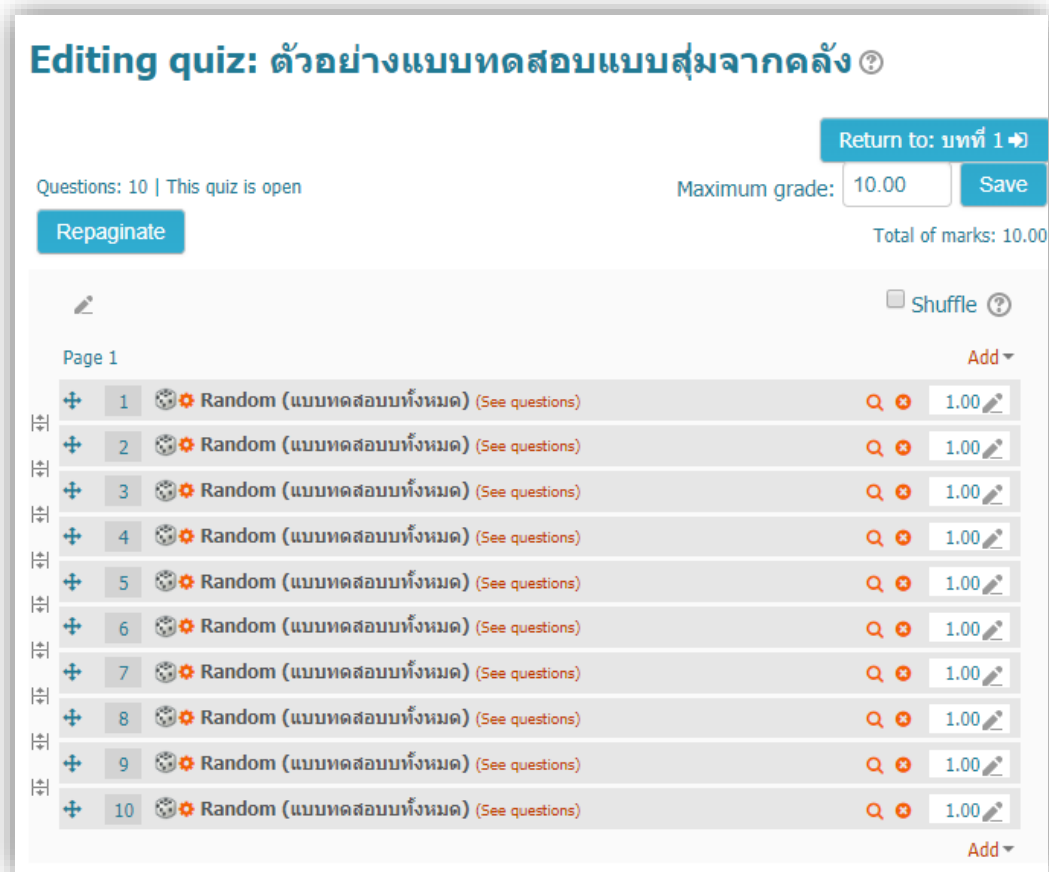 Editing quiz: ตัวอย่างแบบทดสอบแบบสุ่มจากคลัง
Return to: บทที่ 1
Questions: 10 | This quiz is open
Maximum grade: 10.00 Save
Repaginate
Total of marks: 10.00
Shuffle
Page 1
Add
1 Random (แบบทดสอบบทั้งหมด) (See questions) 1.00
2 Random (แบบทดสอบบทั้งหมด) (See questions) 1.00
3 Random (แบบทดสอบบทั้งหมด) (See questions) 1.00
4 Random (แบบทดสอบบทั้งหมด) (See questions) 1.00
5 Random (แบบทดสอบบทั้งหมด) (See questions) 1.00
6 Random (แบบทดสอบบทั้งหมด) (See questions) 1.00
7 Random (แบบทดสอบบทั้งหมด) (See questions) 1.00
8 Random (แบบทดสอบบทั้งหมด) (See questions) 1.00
9 Random (แบบทดสอบบทั้งหมด) (See questions) 1.00
10 Random (แบบทดสอบบทั้งหมด) (See questions) 1.00
Add